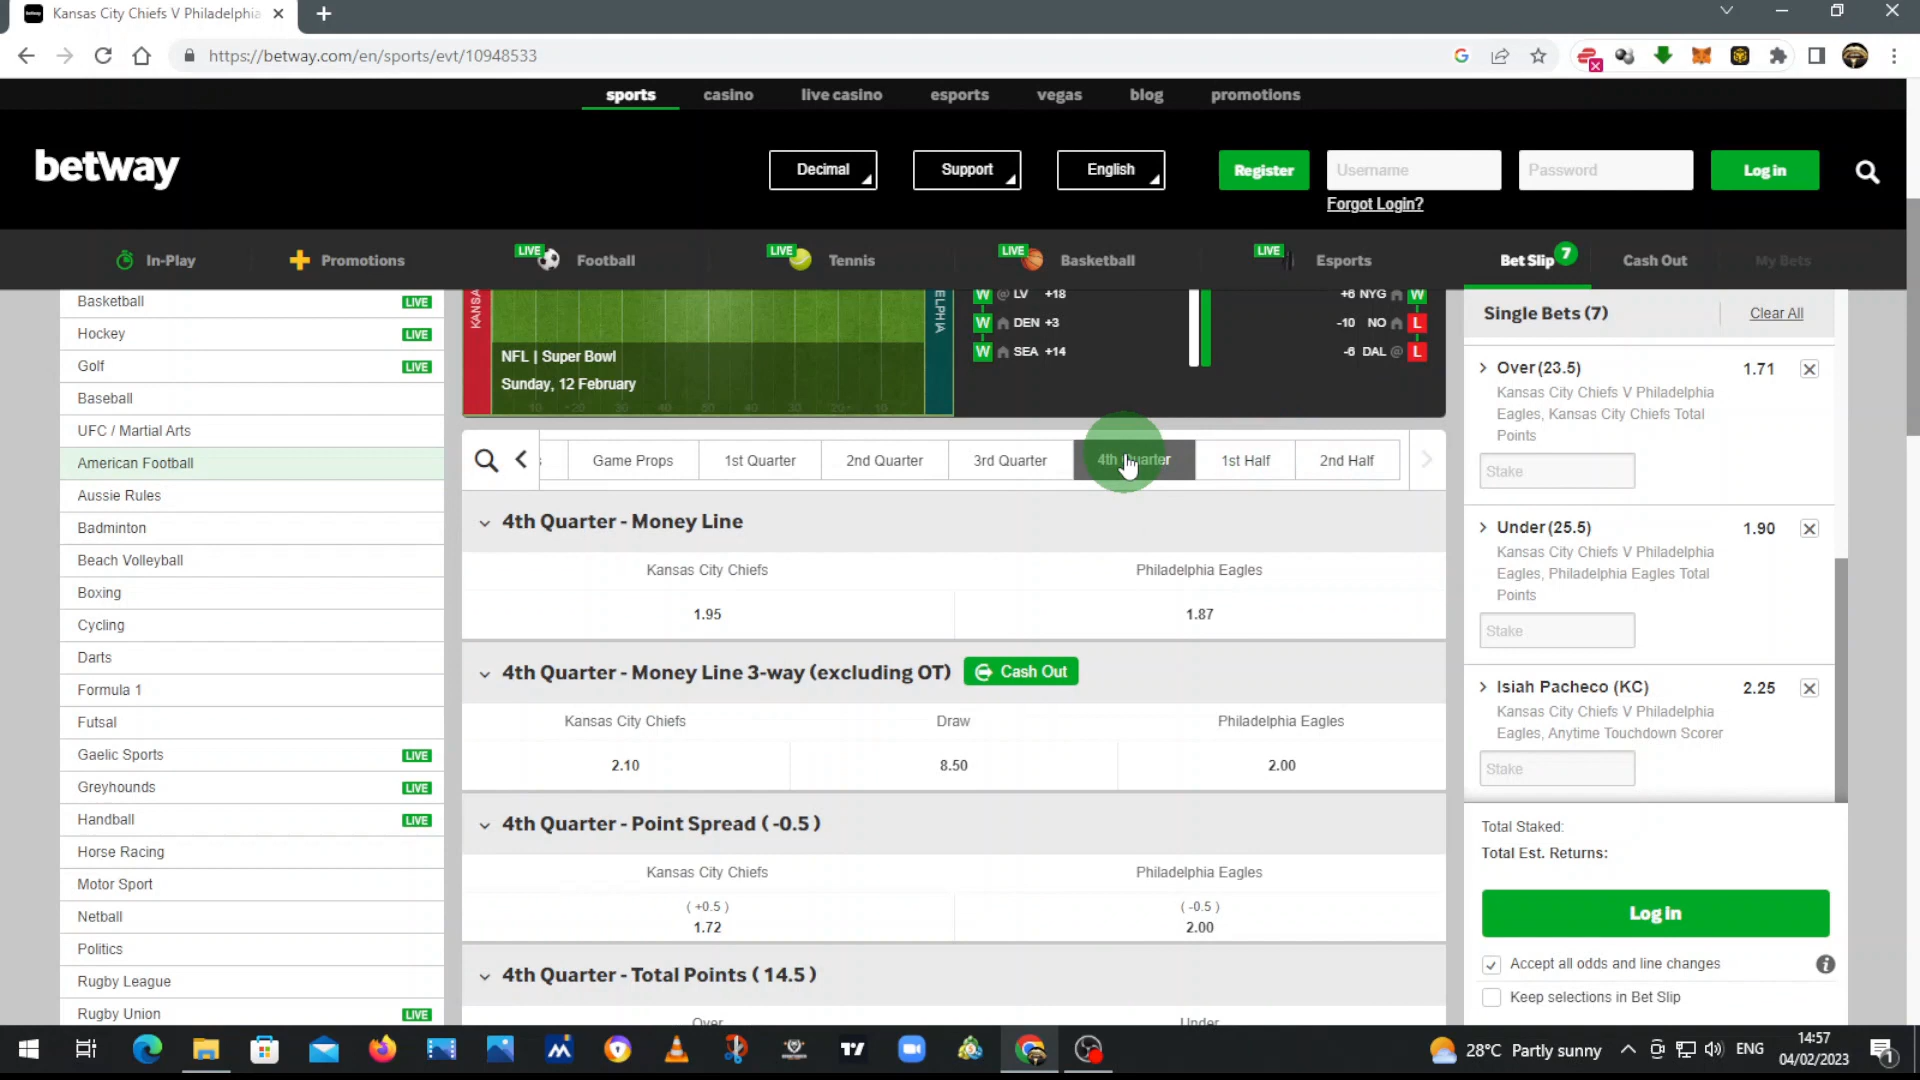 Kansas City Chiefs V Philadelphia
https://betway.com/en/sports/evt/10948533
sports casino live casino esports vegas blog promotions
betway
Decimal Support English Register Username Password Log in
Forgot Login?
In-Play Promotions LIVE Football LIVE Tennis LIVE Basketball LIVE Esports Bet Slip 7 Cash Out My Bets
Basketball LIVE
Hockey LIVE
Golf LIVE
Baseball
UFC / Martial Arts
American Football
Aussie Rules
Badminton
Beach Volleyball
Boxing
Cycling
Darts
Formula 1
Futsal
Gaelic Sports LIVE
Greyhounds LIVE
Handball LIVE
Horse Racing
Motor Sport
Netball
Politics
Rugby League
Rugby Union LIVE
KANSA
ELPHIA
NFL | Super Bowl
Sunday, 12 February
W @ LV +18
W DEN +3
W SEA +14
+6 NYG W
-10 NO L
-6 DAL @ L
Game Props 1st Quarter 2nd Quarter 3rd Quarter 4th Quarter 1st Half 2nd Half
4th Quarter - Money Line
Kansas City Chiefs Philadelphia Eagles
1.95 1.87
4th Quarter - Money Line 3-way (excluding OT) Cash Out
Kansas City Chiefs Draw Philadelphia Eagles
2.10 8.50 2.00
4th Quarter - Point Spread ( -0.5 )
Kansas City Chiefs Philadelphia Eagles
( +0.5 ) ( -0.5 )
1.72 2.00
4th Quarter - Total Points ( 14.5 )
Over Under
Single Bets (7) Clear All
Over (23.5) 1.71
Kansas City Chiefs V Philadelphia
Eagles, Kansas City Chiefs Total
Points
Stake
Under (25.5) 1.90
Kansas City Chiefs V Philadelphia
Eagles, Philadelphia Eagles Total
Points
Stake
Isiah Pacheco (KC) 2.25
Kansas City Chiefs V Philadelphia
Eagles, Anytime Touchdown Scorer
Stake
Total Staked:
Total Est. Returns:
Log in
Accept all odds and line changes
Keep selections in Bet Slip
28°C Partly sunny ENG 14:57
04/02/2023
1